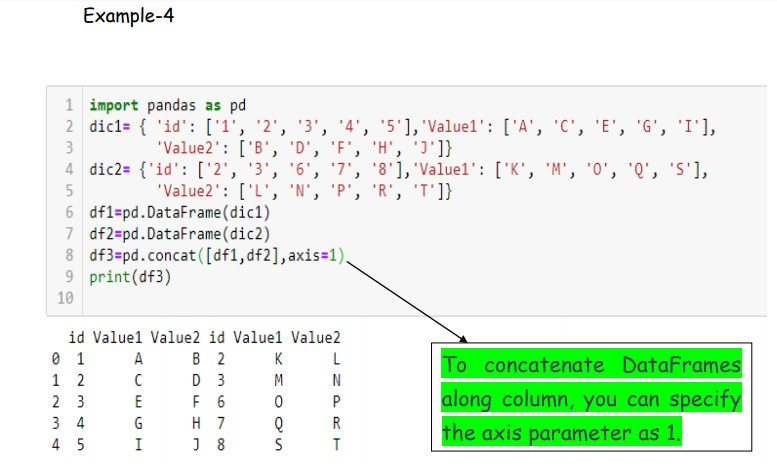 Example-4
1 import pandas as pd
2 dic1= { 'id': ['1', '2', '3', '4', '5'],'Value1': ['A', 'C', 'E', 'G', 'I'],
3 'Value2': ['B', 'D', 'F', 'H', 'J']}
4 dic2= {'id': ['2', '3', '6', '7', '8'],'Value1': ['K', 'M', 'O', 'Q', 'S'],
5 'Value2': ['L', 'N', 'P', 'R', 'T']}
6 df1=pd.DataFrame(dic1)
7 df2=pd.DataFrame(dic2)
8 df3=pd.concat([df1,df2],axis=1)
9 print(df3)
10
id Value1 Value2 id Value1 Value2
0 1 A B 2 K L
1 2 C D 3 M N
2 3 E F 6 O P
3 4 G H 7 Q R
4 5 I J 8 S T
To concatenate DataFrames
along column, you can specify
the axis parameter as 1.